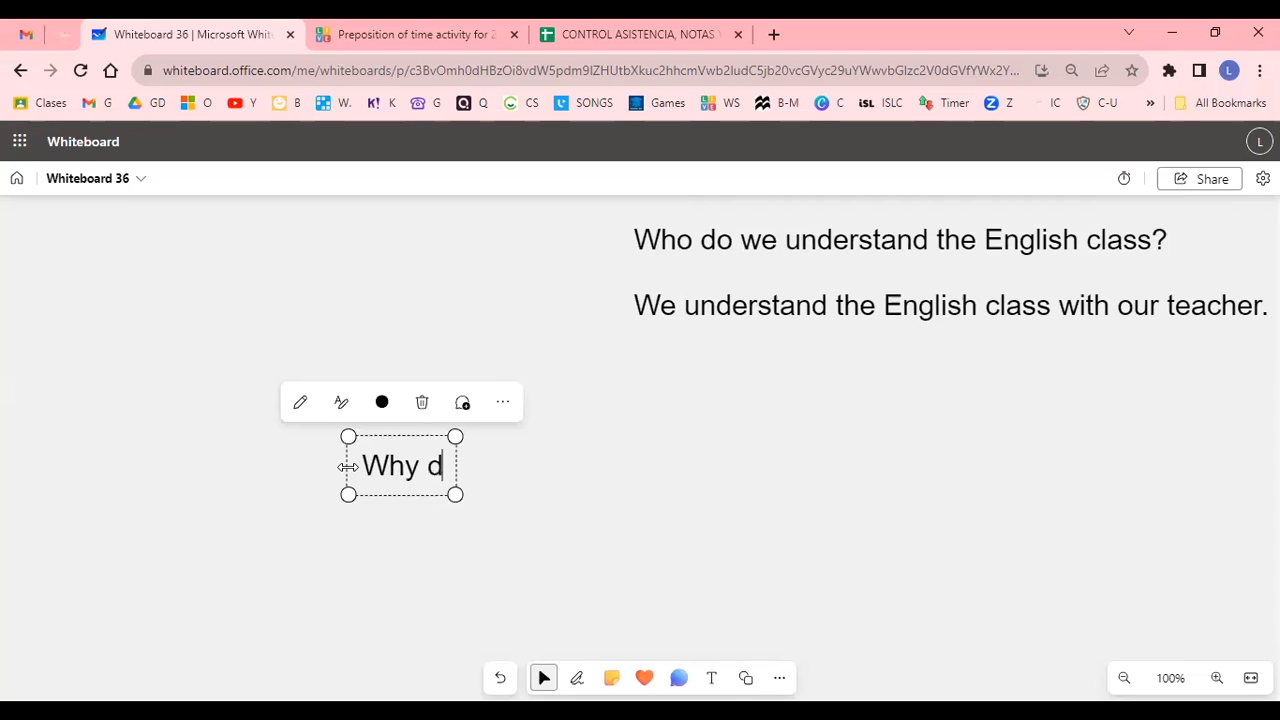 Whiteboard 36 | Microsoft Whit
Preposition of time activity for 2
CONTROL ASISTENCIA, NOTAS Y
whiteboard.office.com/me/whiteboards/p/c3BvOmh0dHBzOi8vdW5pdm9lZHUtbXkuc2hhcmVwb2ludC5jb20vcGVyc29uYWwvbGlzc2V0dGVfYWx2Y...
L
Clases
G
GD
O
Y
B
W.
K
G
Q
CS
SONGS
Games
WS
B-M
C
ISLC
Timer
Z
IC
C-U
»
All Bookmarks
Whiteboard
L
Whiteboard 36
Share
Who do we understand the English class?
We understand the English class with our teacher.
Why d
100%